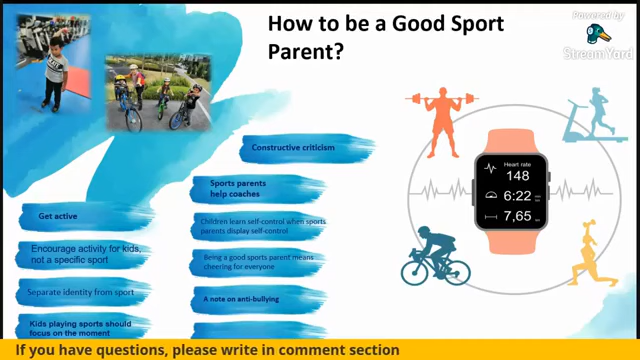 How to be a Good Sport
Parent?
Powered by
StreamYard
Constructive criticism
Sports parents
help coaches
Get active
Children learn self-control when sports
parents display self-control
Encourage activity for kids,
not a specific sport
Being a good sports parent means
cheering for everyone
Separate identity from sport
A note on anti-bullying
Kids playing sports should
focus on the moment
Heart rate
148
6:22
7,65
If you have questions, please write in comment section